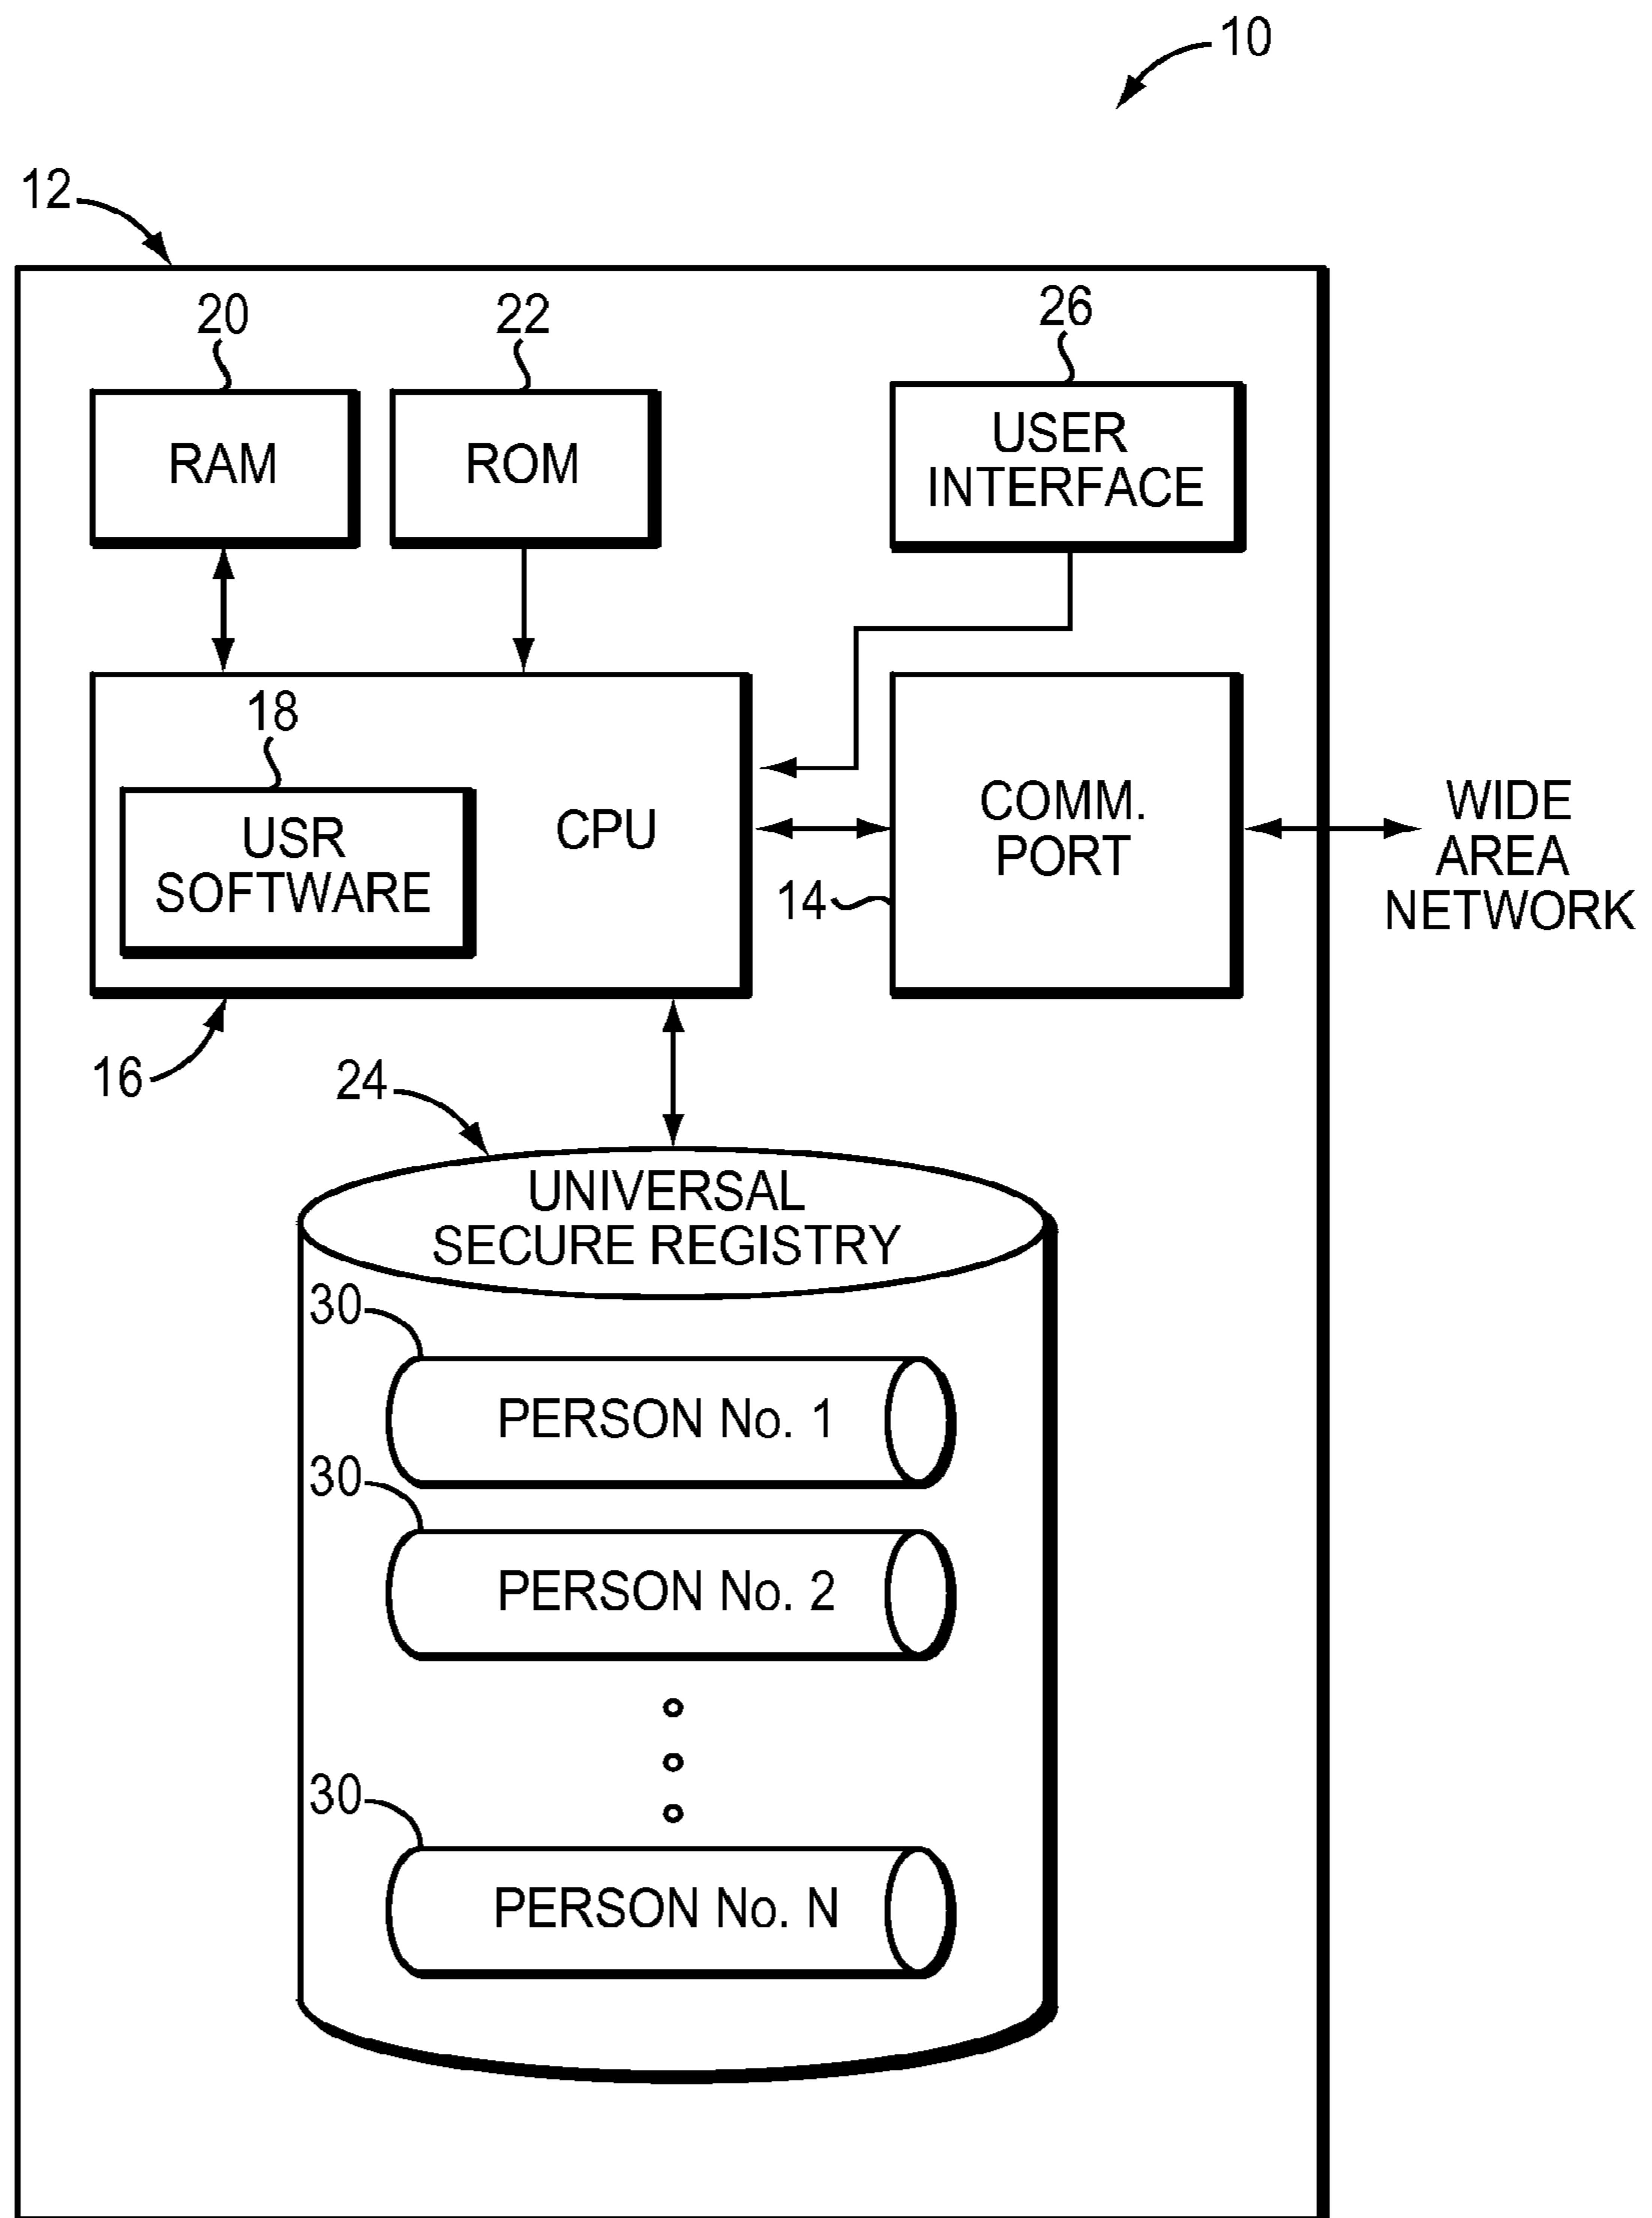 10
12
20
22
26
RAM
ROM
USER
INTERFACE
18
USR
SOFTWARE
CPU
COMM.
PORT
14
WIDE
AREA
NETWORK
16
24
UNIVERSAL
SECURE REGISTRY
30
PERSON No. 1
30
PERSON No. 2
30
PERSON No. N